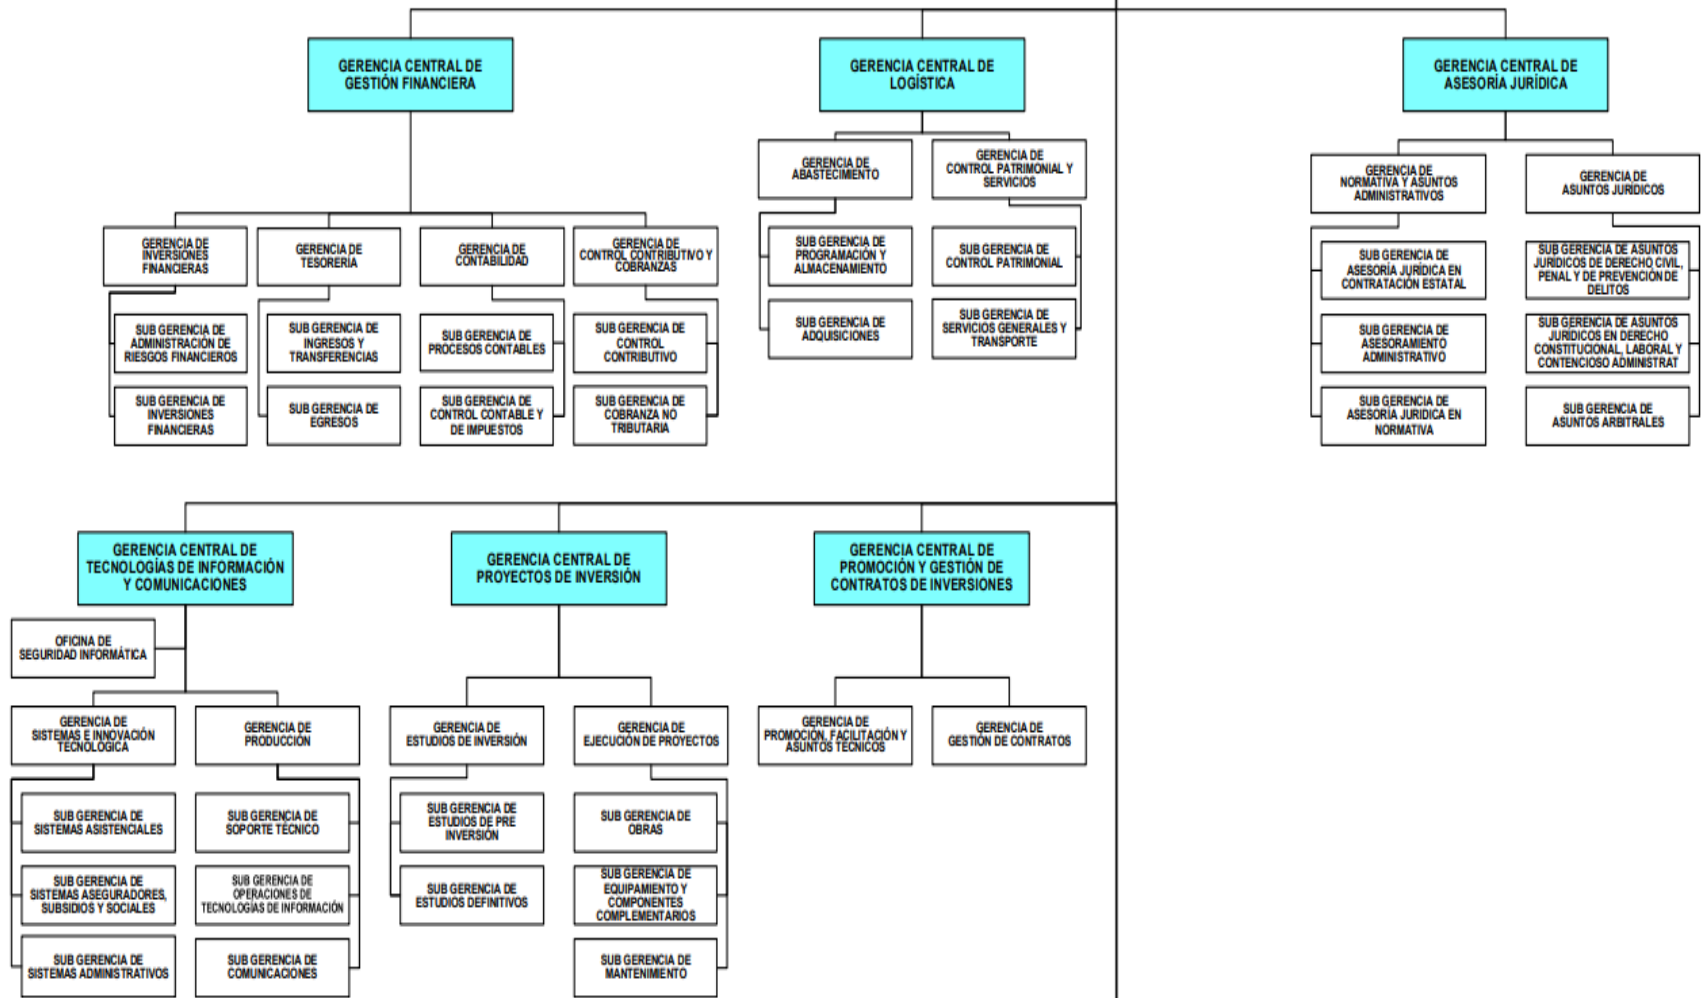 GERENCIA CENTRAL DE
GESTIÓN FINANCIERA
GERENCIA CENTRAL DE
LOGÍSTICA
GERENCIA CENTRAL DE
ASESORÍA JURÍDICA
GERENCIA DE
ABASTECIMIENTO
GERENCIA DE
CONTROL PATRIMONIAL Y
SERVICIOS
GERENCIA DE
NORMATIVA Y ASUNTOS
ADMINISTRATIVOS
GERENCIA DE
ASUNTOS JURÍDICOS
GERENCIA DE
INVERSIONES
FINANCIERAS
GERENCIA DE
TESORERÍA
GERENCIA DE
CONTABILIDAD
GERENCIA DE
CONTROL CONTRIBUTIVO Y
COBRANZAS
SUB GERENCIA DE
PROGRAMACIÓN Y
ALMACENAMIENTO
SUB GERENCIA DE
CONTROL PATRIMONIAL
SUB GERENCIA DE
ASESORÍA JURÍDICA EN
CONTRATACIÓN ESTATAL
SUB GERENCIA DE ASUNTOS
JURÍDICOS DE DERECHO CIVIL,
PENAL Y DE PREVENCIÓN DE
DELITOS
SUB GERENCIA DE
ADMINISTRACIÓN DE
RIESGOS FINANCIEROS
SUB GERENCIA DE
INGRESOS Y
TRANSFERENCIAS
SUB GERENCIA DE
PROCESOS CONTABLES
SUB GERENCIA DE
CONTROL
CONTRIBUTIVO
SUB GERENCIA DE
ADQUISICIONES
SUB GERENCIA DE
SERVICIOS GENERALES Y
TRANSPORTE
SUB GERENCIA DE
ASESORAMIENTO
ADMINISTRATIVO
SUB GERENCIA DE ASUNTOS
JURÍDICOS EN DERECHO
CONSTITUCIONAL, LABORAL Y
CONTENCIOSO ADMINISTRAT
SUB GERENCIA DE
INVERSIONES
FINANCIERAS
SUB GERENCIA DE
EGRESOS
SUB GERENCIA DE
CONTROL CONTABLE Y
DE IMPUESTOS
SUB GERENCIA DE
COBRANZA NO
TRIBUTARIA
SUB GERENCIA DE
ASESORÍA JURIDICA EN
NORMATIVA
SUB GERENCIA DE
ASUNTOS ARBITRALES
GERENCIA CENTRAL DE
TECNOLOGÍAS DE INFORMACIÓN
Y COMUNICACIONES
GERENCIA CENTRAL DE
PROYECTOS DE INVERSIÓN
GERENCIA CENTRAL DE
PROMOCIÓN Y GESTIÓN DE
CONTRATOS DE INVERSIONES
OFICINA DE
SEGURIDAD INFORMÁTICA
GERENCIA DE
SISTEMAS E INNOVACIÓN
TECNOLÓGICA
GERENCIA DE
PRODUCCIÓN
GERENCIA DE
ESTUDIOS DE INVERSIÓN
GERENCIA DE
EJECUCIÓN DE PROYECTOS
GERENCIA DE
PROMOCIÓN, FACILITACIÓN Y
ASUNTOS TÉCNICOS
GERENCIA DE
GESTIÓN DE CONTRATOS
SUB GERENCIA DE
SISTEMAS ASISTENCIALES
SUB GERENCIA DE
SOPORTE TÉCNICO
SUB GERENCIA DE
ESTUDIOS DE PRE
INVERSIÓN
SUB GERENCIA DE
OBRAS
SUB GERENCIA DE
SISTEMAS ASEGURADORES,
SUBSIDIOS Y SOCIALES
SUB GERENCIA DE
OPERACIONES DE
TECNOLOGÍAS DE INFORMACIÓN
SUB GERENCIA DE
ESTUDIOS DEFINITIVOS
SUB GERENCIA DE
EQUIPAMIENTO Y
COMPONENTES
COMPLEMENTARIOS
SUB GERENCIA DE
SISTEMAS ADMINISTRATIVOS
SUB GERENCIA DE
COMUNICACIONES
SUB GERENCIA DE
MANTENIMIENTO